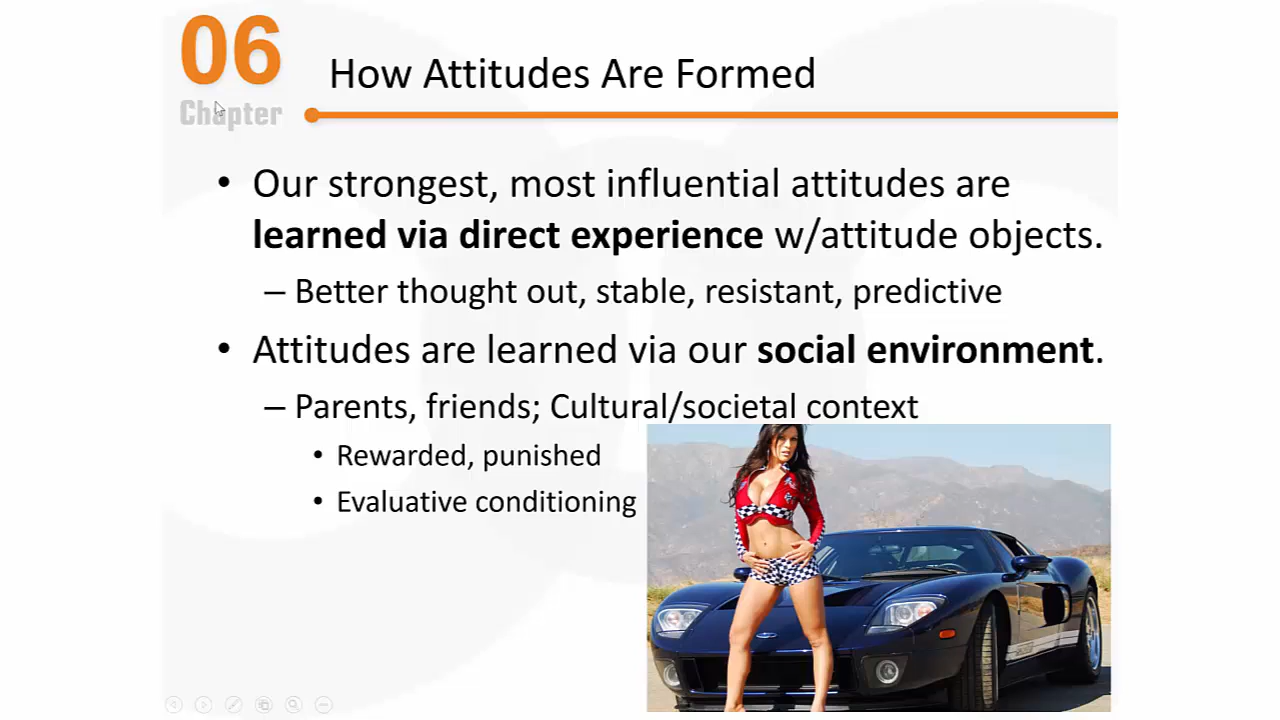 06
Chapter
How Attitudes Are Formed
• Our strongest, most influential attitudes are
learned via direct experience w/attitude objects.
– Better thought out, stable, resistant, predictive
• Attitudes are learned via our social environment.
– Parents, friends; Cultural/societal context
• Rewarded, punished
• Evaluative conditioning